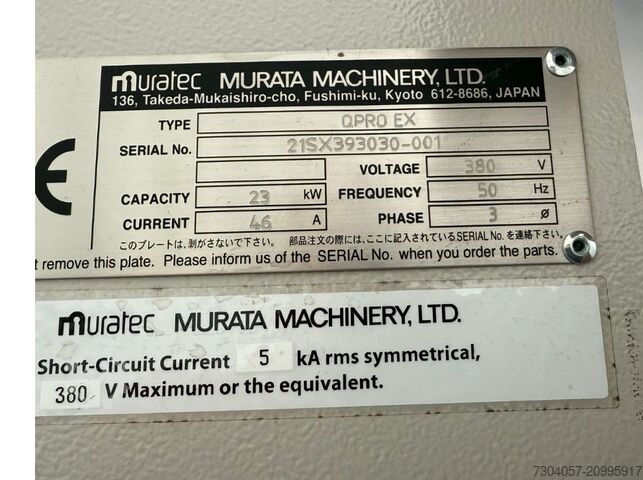 muratec MURATA MACHINERY, LTD.
136, Takeda-Mukaishiro-cho, Fushimi-ku, Kyoto 612-8686, JAPAN
TYPE QPRO EX
SERIAL No. 21SX393030-001
VOLTAGE 380 V
CAPACITY 23 kW FREQUENCY 50 Hz
CURRENT 46 A PHASE 3 ø
CE
このプレートは、剥がさないで下さい。 部品注文の際には、ここに記入されているSERIAL No.を連絡下さい。
t remove this plate. Please inform us of the SERIAL No. when you order the parts.
muratec MURATA MACHINERY, LTD.
Short-Circuit Current 5 kA rms symmetrical,
380 V Maximum or the equivalent.
7304057-20995917